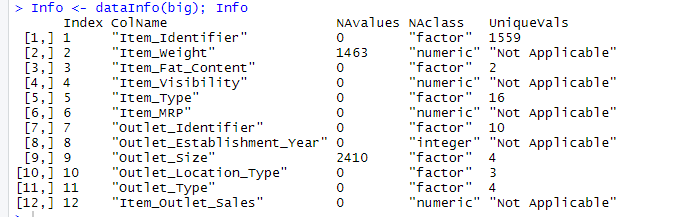 > Info <- dataInfo(big); Info
Index ColName NAvalues NAclass UniqueVals
[1,] 1 "Item_Identifier" 0 "factor" 1559
[2,] 2 "Item_Weight" 1463 "numeric" "Not Applicable"
[3,] 3 "Item_Fat_Content" 0 "factor" 2
[4,] 4 "Item_Visibility" 0 "numeric" "Not Applicable"
[5,] 5 "Item_Type" 0 "factor" 16
[6,] 6 "Item_MRP" 0 "numeric" "Not Applicable"
[7,] 7 "Outlet_Identifier" 0 "factor" 10
[8,] 8 "Outlet_Establishment_Year" 0 "integer" "Not Applicable"
[9,] 9 "Outlet_Size" 2410 "factor" 4
[10,] 10 "Outlet_Location_Type" 0 "factor" 3
[11,] 11 "Outlet_Type" 0 "factor" 4
[12,] 12 "Item_Outlet_Sales" 0 "numeric" "Not Applicable"
>